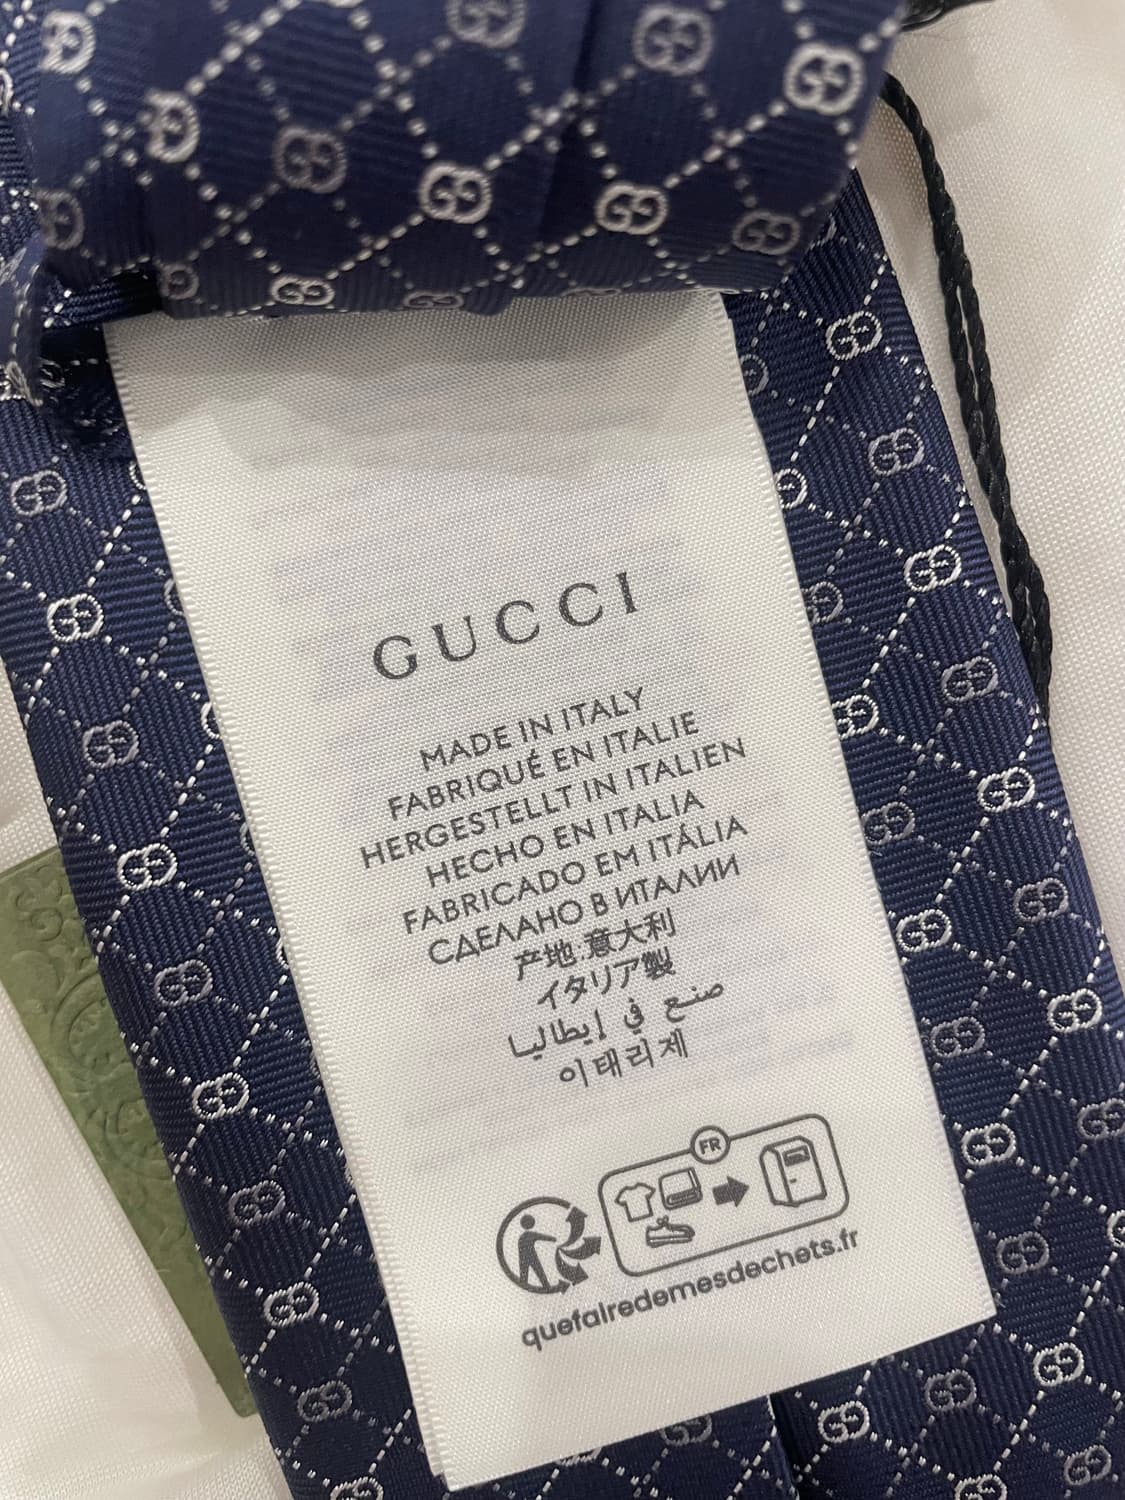 GUCCI
MADE IN ITALY
FABRIQUÉ EN ITALIE
HERGESTELLT IN ITALIEN
HECHO EN ITALIA
FABRICADO EM ITÁLIA
СДЕЛАНО В ИТАЛИИ
产地:意大利
イタリア製
صنع في إيطاليا
이태리제
FR
quefairedemesdechets.fr